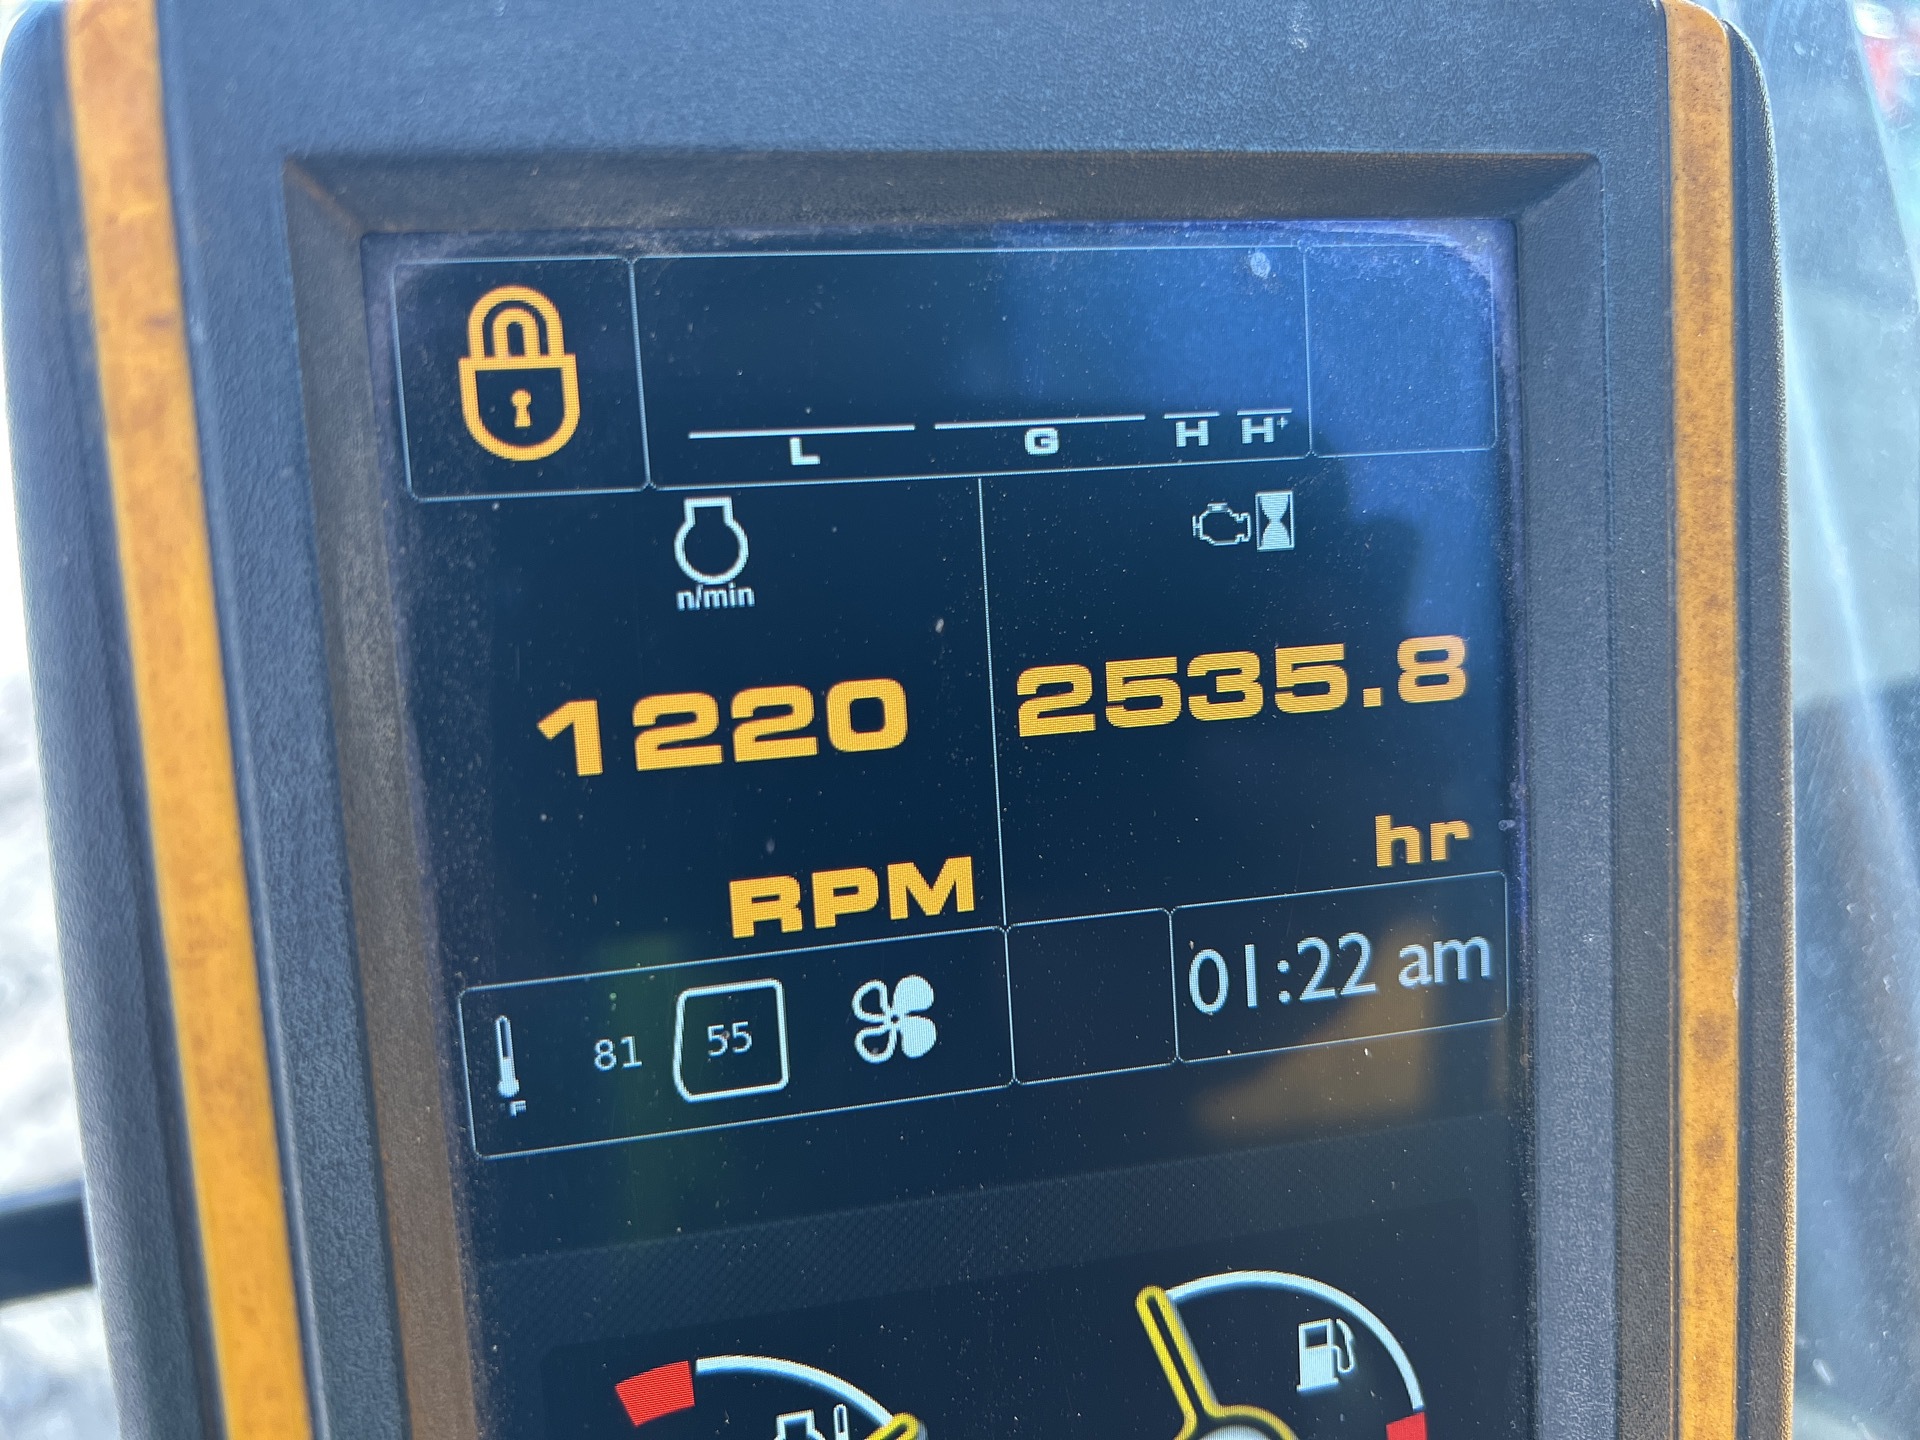 L G H H+
n/min
1220 2535.8
RPM hr
°F 81 55 01:22 am